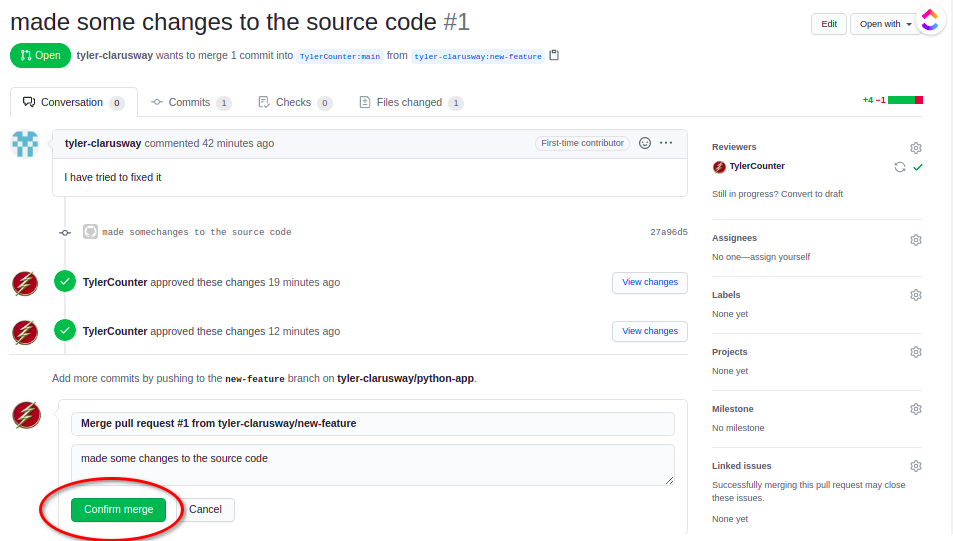 made some changes to the source code #1
Edit
Open with
Open
tyler-clarusway wants to merge 1 commit into TylerCounter:main from tyler-clarusway:new-feature
Conversation 0
Commits 1
Checks 0
Files changed 1
+4 −1
tyler-clarusway commented 42 minutes ago
First-time contributor
I have tried to fixed it
made somechanges to the source code
27a96d5
TylerCounter approved these changes 19 minutes ago
View changes
TylerCounter approved these changes 12 minutes ago
View changes
Add more commits by pushing to the new-feature branch on tyler-clarusway/python-app.
Merge pull request #1 from tyler-clarusway/new-feature
made some changes to the source code
Confirm merge
Cancel
Reviewers
TylerCounter
Still in progress? Convert to draft
Assignees
No one—assign yourself
Labels
None yet
Projects
None yet
Milestone
No milestone
Linked issues
Successfully merging this pull request may close
these issues.
None yet